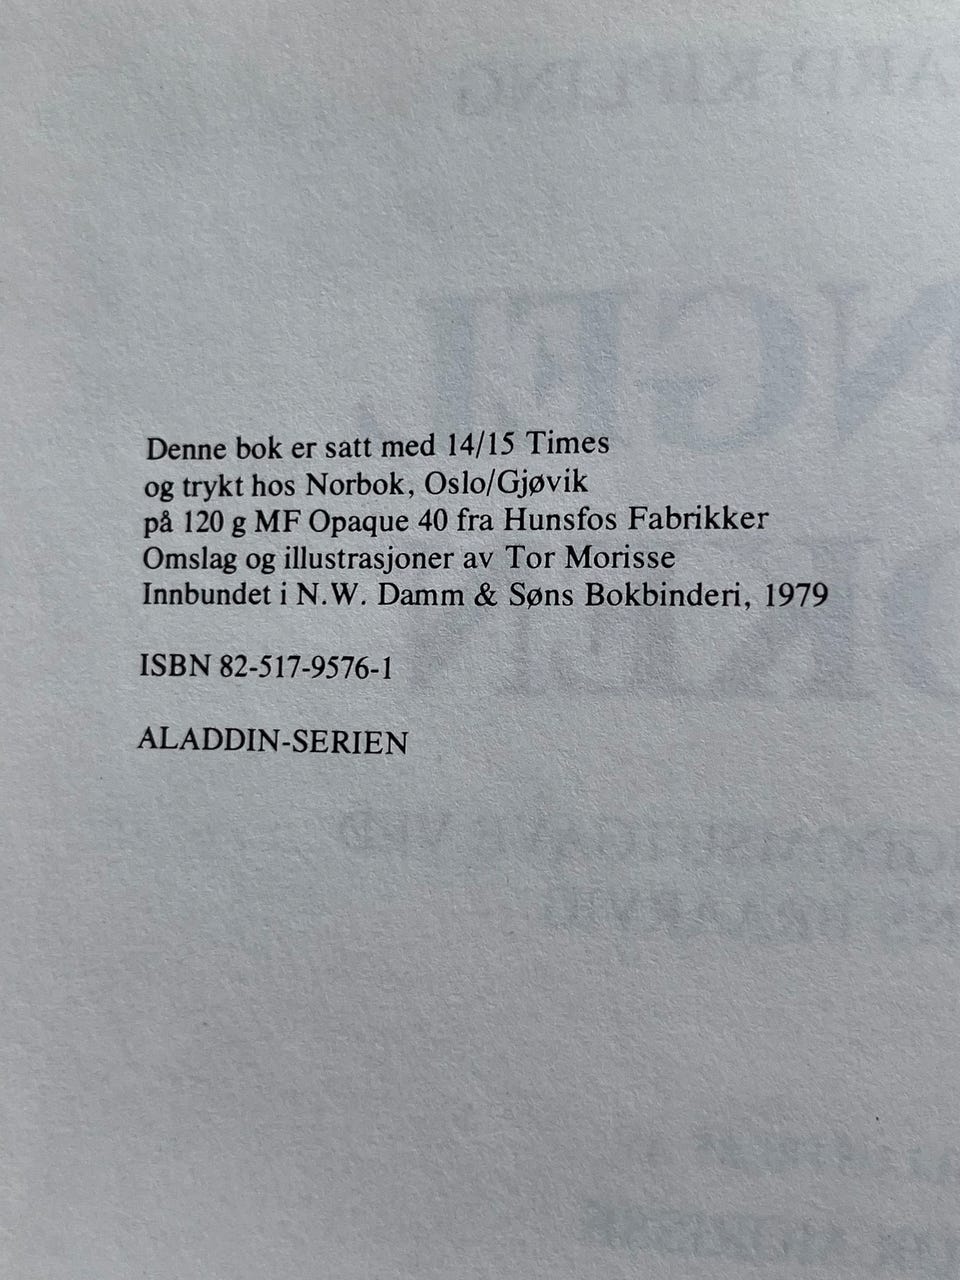 Denne bok er satt med 14/15 Times
og trykt hos Norbok, Oslo/Gjøvik
på 120 g MF Opaque 40 fra Hunsfos Fabrikker
Omslag og illustrasjoner av Tor Morisse
Innbundet i N.W. Damm & Søns Bokbinderi, 1979
ISBN 82-517-9576-1
ALADDIN-SERIEN